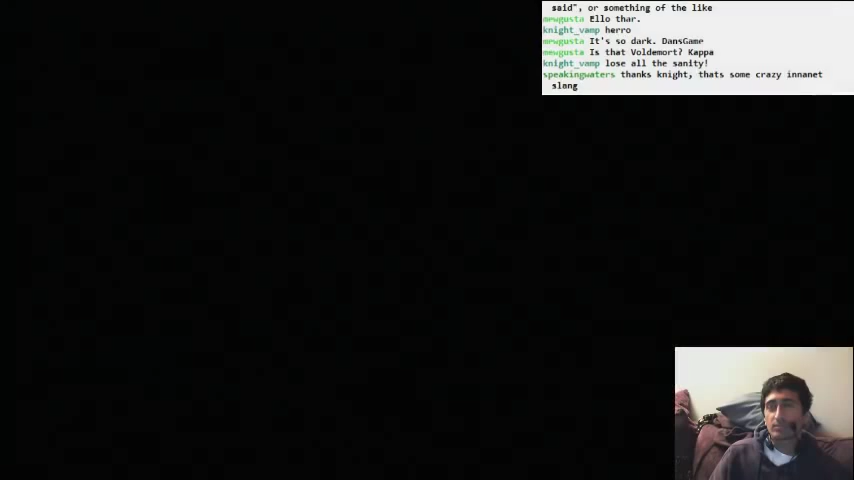 said", or something of the like
mewgusta Ello thar.
knight_vamp herro
mewgusta It's so dark. DansGame
mewgusta Is that Voldemort? Kappa
knight_vamp lose all the sanity!
speakingwaters thanks knight, thats some crazy innanet
slang